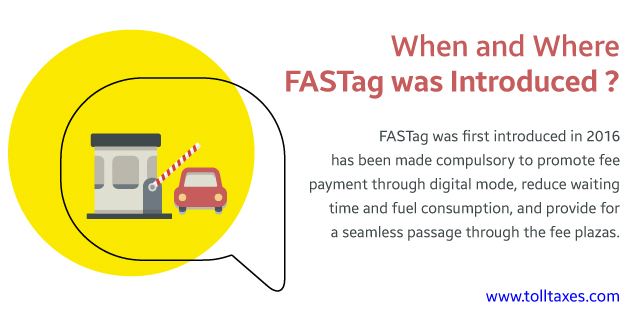 When and Where
FASTag was Introduced ?
FASTag was first introduced in 2016
has been made compulsory to promote fee
payment through digital mode, reduce waiting
time and fuel consumption, and provide for
a seamless passage through the fee plazas.
www.tolltaxes.com